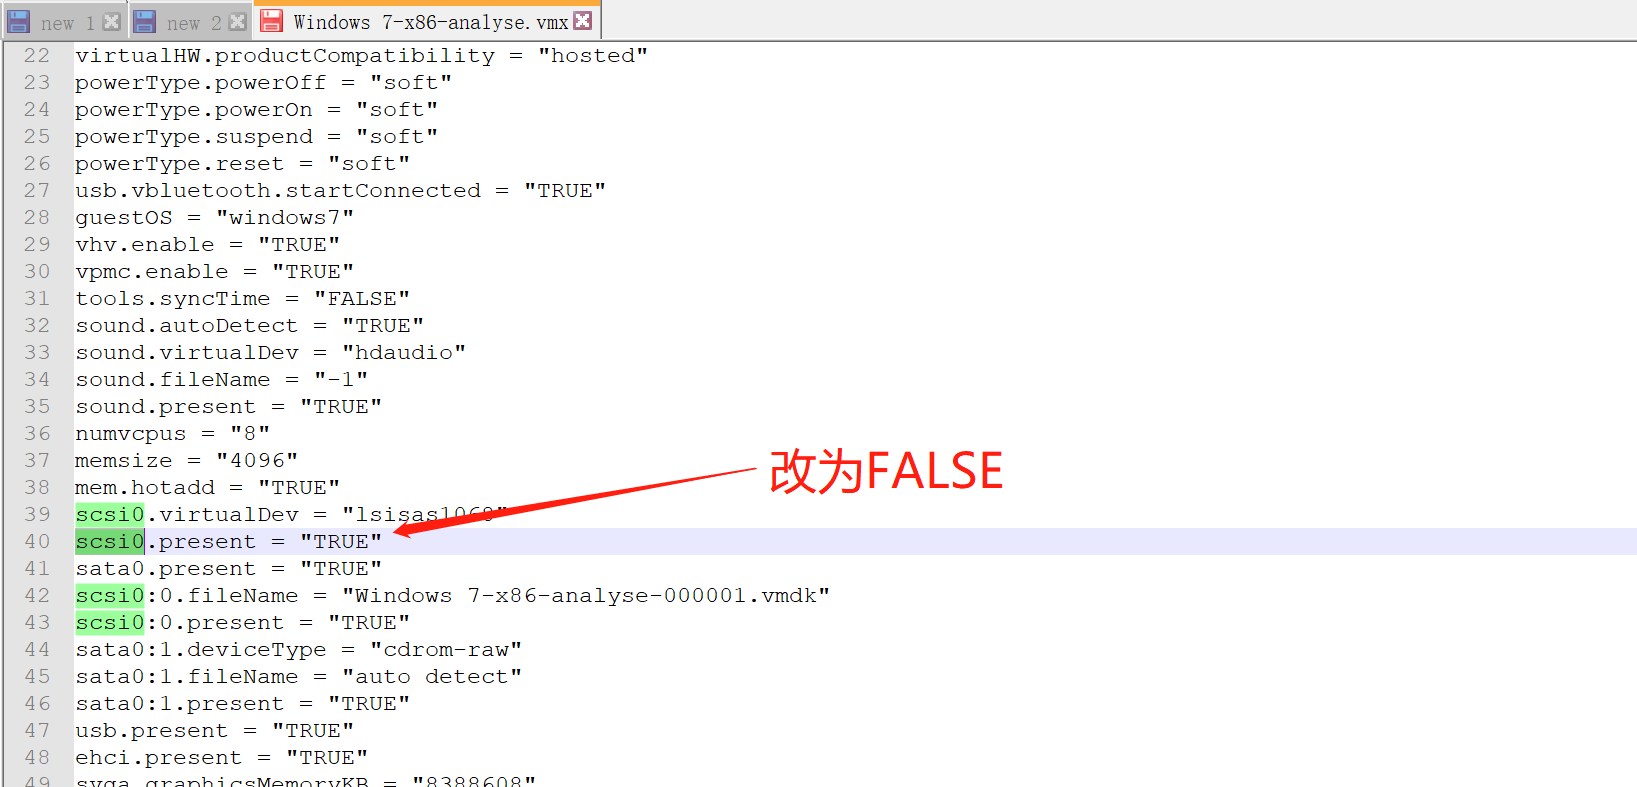 new 1 new 2 Windows 7-x86-analyse.vmx
22 virtualHW.productCompatibility = "hosted"
23 powerType.powerOff = "soft"
24 powerType.powerOn = "soft"
25 powerType.suspend = "soft"
26 powerType.reset = "soft"
27 usb.vbluetooth.startConnected = "TRUE"
28 guestOS = "windows7"
29 vhv.enable = "TRUE"
30 vpmc.enable = "TRUE"
31 tools.syncTime = "FALSE"
32 sound.autoDetect = "TRUE"
33 sound.virtualDev = "hdaudio"
34 sound.fileName = "-1"
35 sound.present = "TRUE"
36 numvcpus = "8"
37 memsize = "4096"
改为FALSE
38 mem.hotadd = "TRUE"
39 scsi0.virtualDev = "lsisas1068"
40 scsi0.present = "TRUE"
41 sata0.present = "TRUE"
42 scsi0:0.fileName = "Windows 7-x86-analyse-000001.vmdk"
43 scsi0:0.present = "TRUE"
44 sata0:1.deviceType = "cdrom-raw"
45 sata0:1.fileName = "auto detect"
46 sata0:1.present = "TRUE"
47 usb.present = "TRUE"
48 ehci.present = "TRUE"
49 svga.graphicsMemoryKB = "8388608"